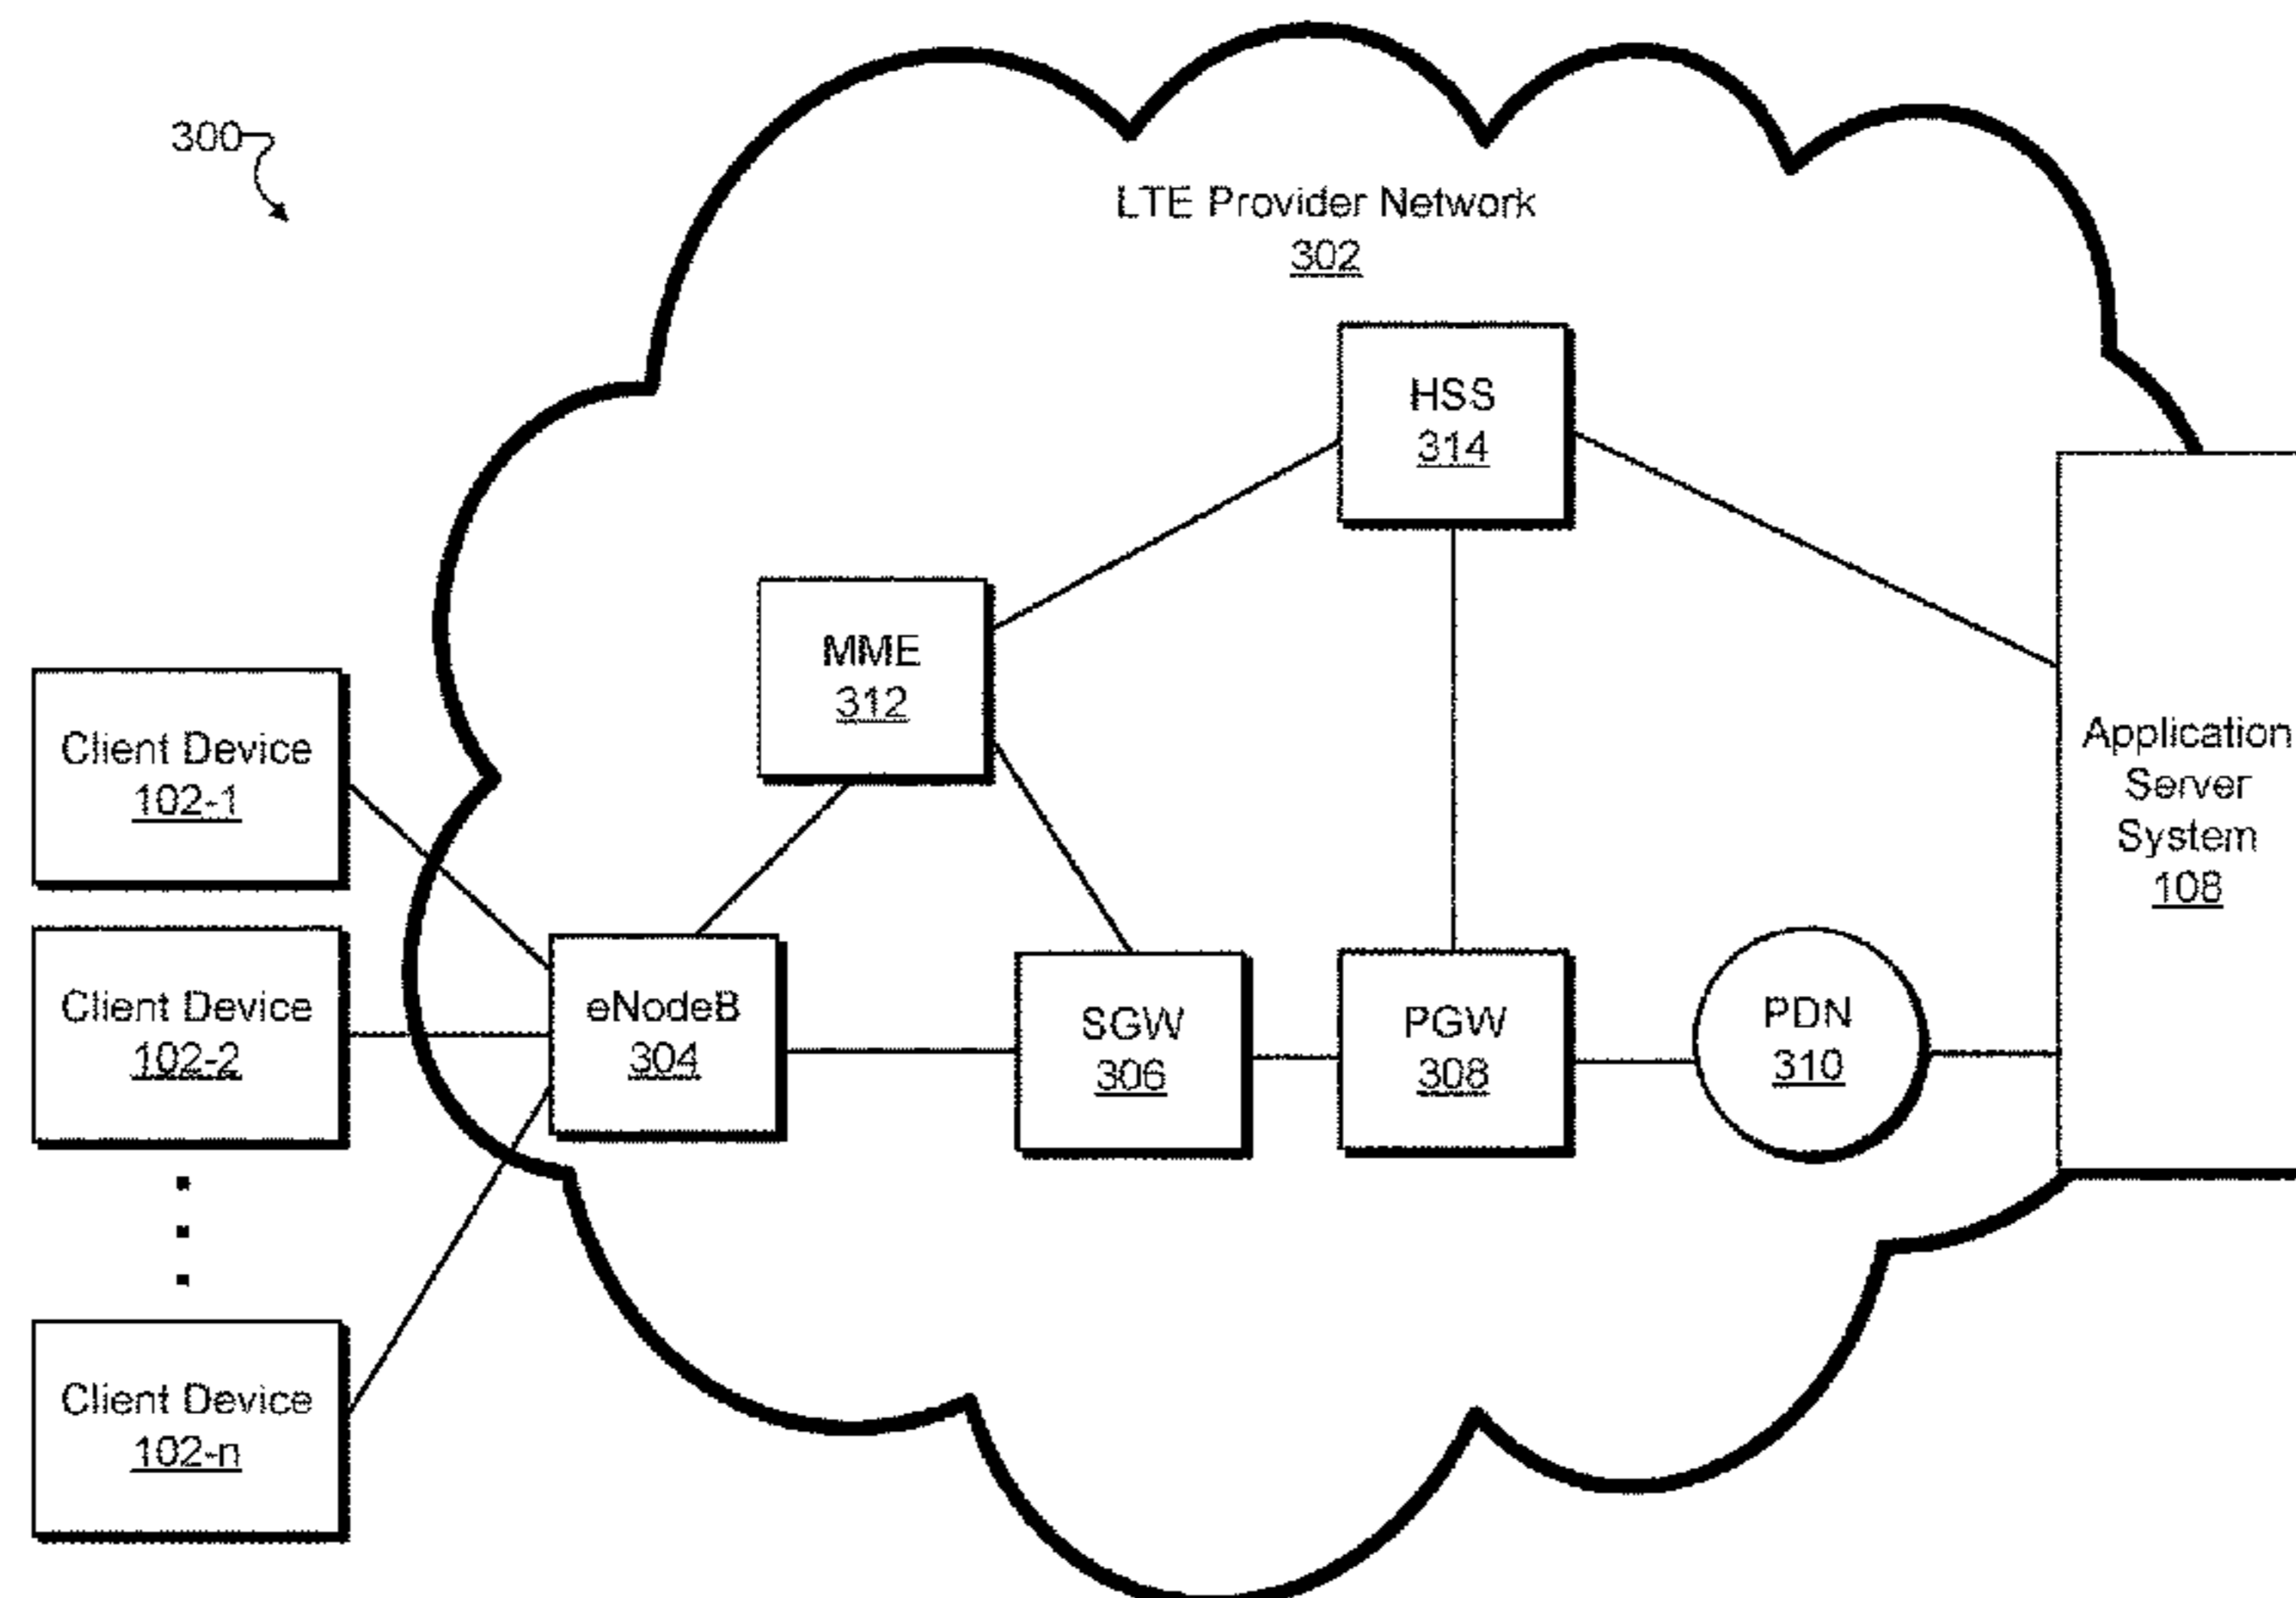 300
LTE Provider Network
302
HSS
314
MME
312
Client Device
102-1
Application
Server
System
108
Client Device
102-2
eNodeB
304
SGW
306
PGW
308
PDN
310
Client Device
102-n